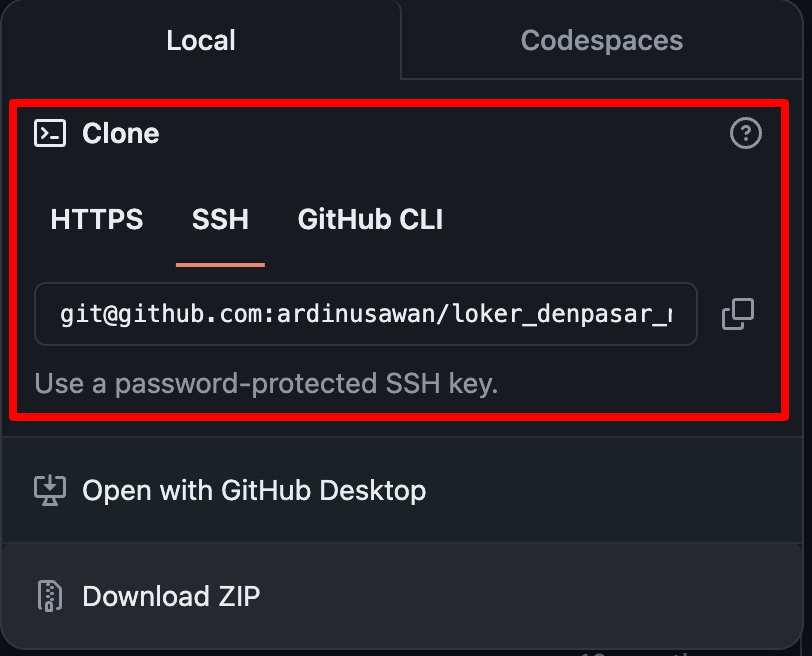 Local Codespaces
Clone
HTTPS SSH GitHub CLI
git@github.com:ardinusawan/loker_denpasar_
Use a password-protected SSH key.
Open with GitHub Desktop
Download ZIP